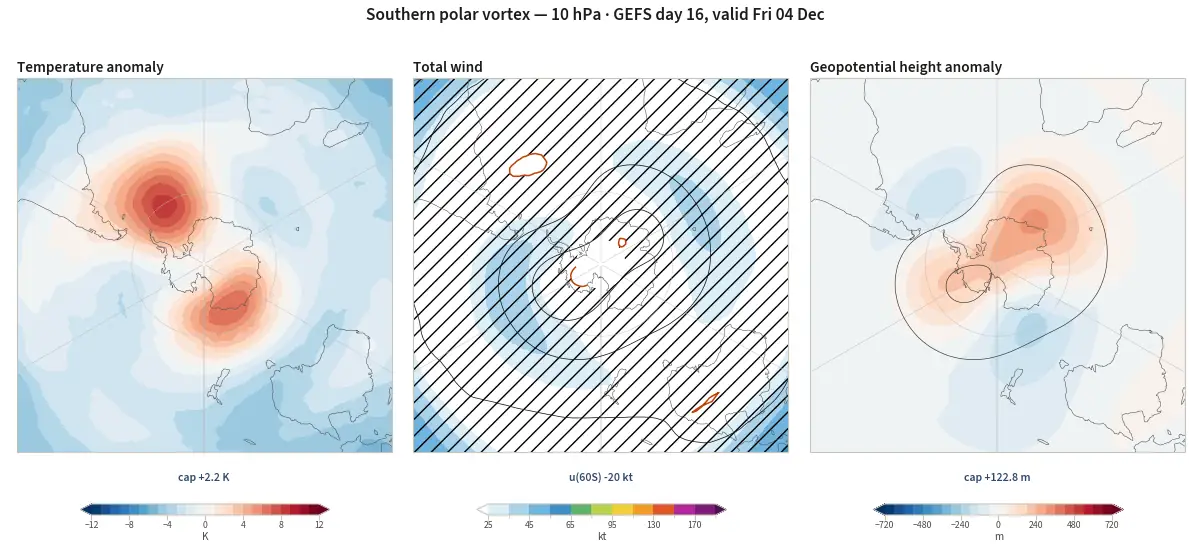 Southern polar vortex — 10 hPa · GEFS day 16, valid Fri 04 Dec
Temperature anomaly
Total wind
Geopotential height anomaly
cap +2.2 K
u(60S) -20 kt
cap +122.8 m
−12 −8 −4 0 4 8 12
K
25 45 65 95 130 170
kt
−720 −480 −240 0 240 480 720
m